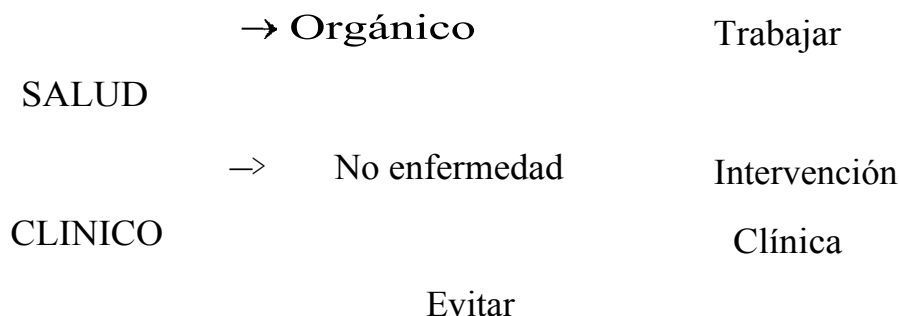 → Orgánico Trabajar
SALUD
–> No enfermedad Intervención
CLINICO Clínica
Evitar